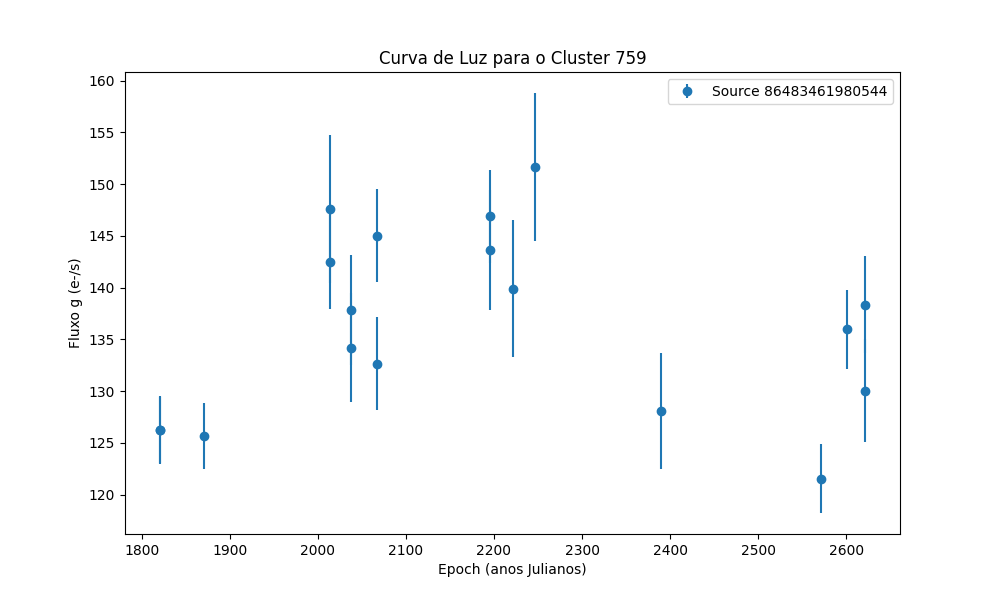 Curva de Luz para o Cluster 759
Source 86483461980544
Fluxo g (e-/s)
160
155
150
145
140
135
130
125
120
1800 1900 2000 2100 2200 2300 2400 2500 2600
Epoch (anos Julianos)